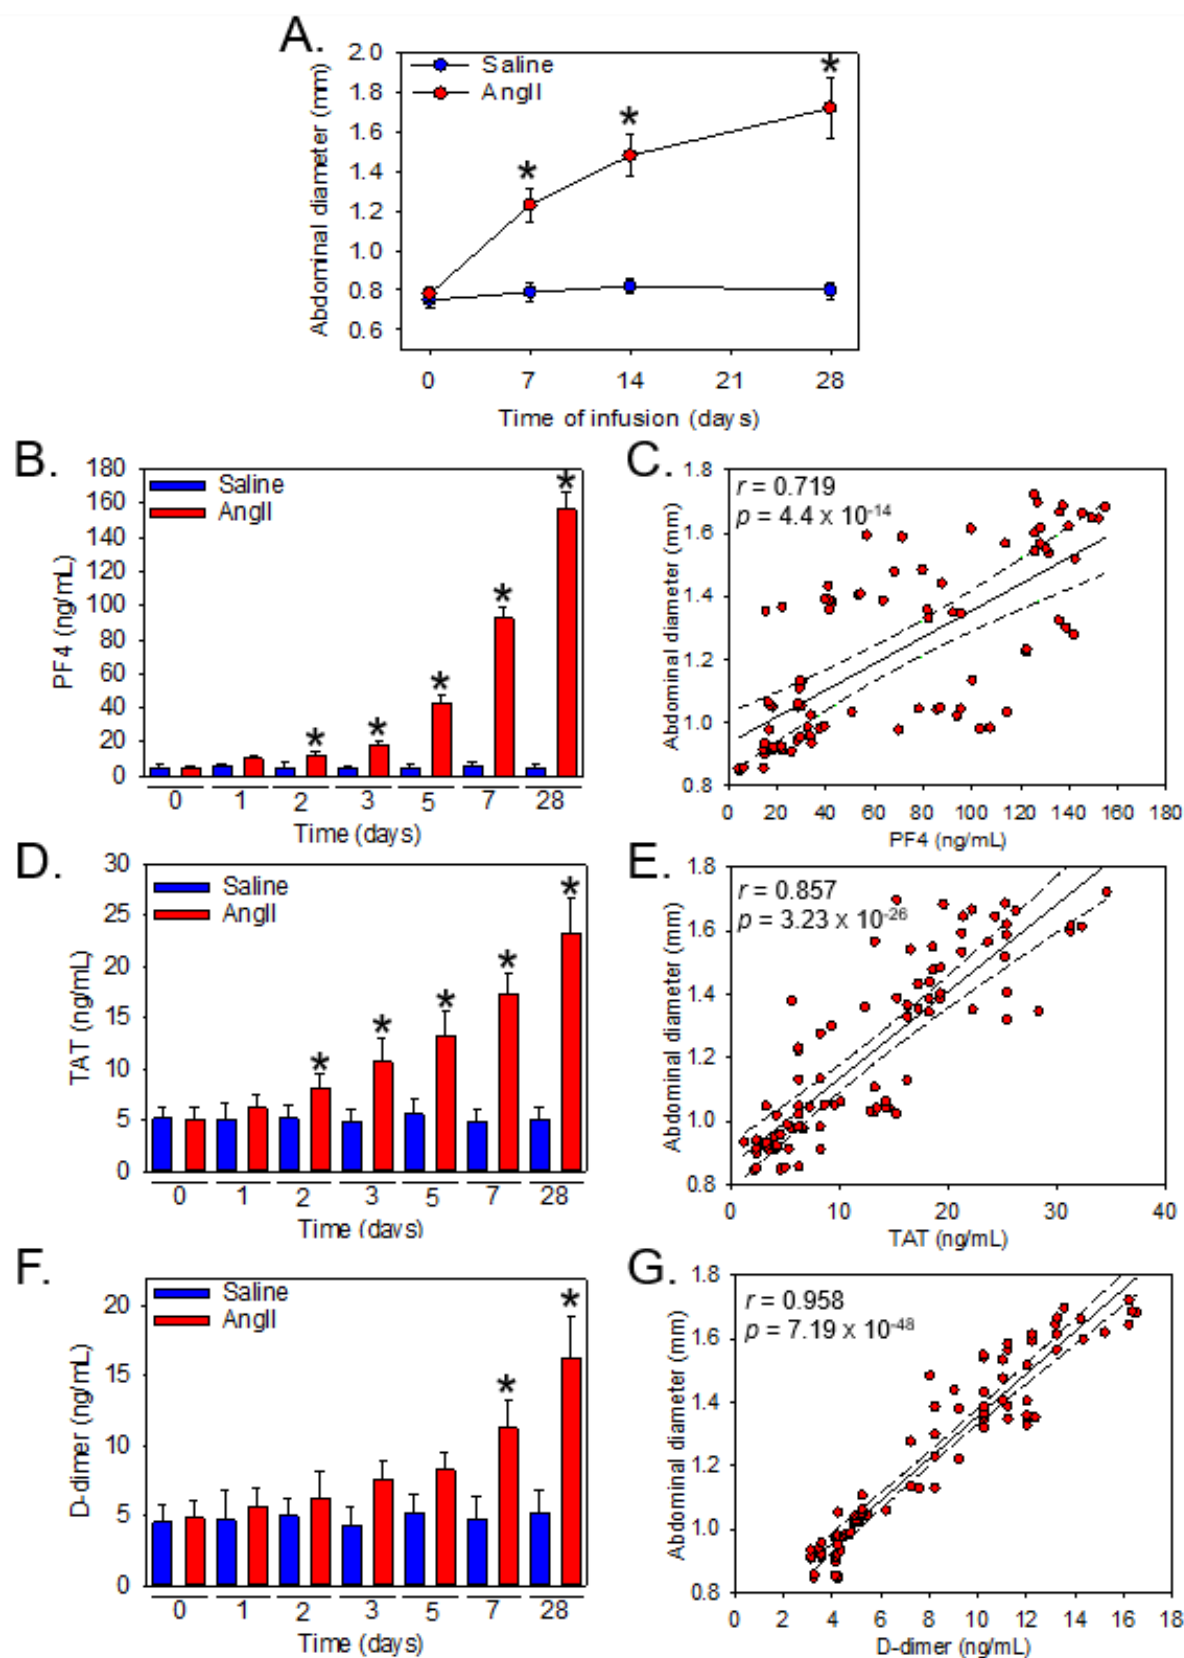 A.
Saline
AngII
Abdominal diameter (mm)
2.0
1.8
1.6
1.4
1.2
1.0
0.8
0.6
* * *
0 7 14 21 28
Time of infusion (days)
B.
Saline
AngII
PF4 (ng/mL)
180
160
140
120
100
80
60
40
20
0
* * * * *
0 1 2 3 5 7 28
Time (days)
C.
r = 0.719
p = 4.4 x 10-14
Abdominal diameter (mm)
1.8
1.6
1.4
1.2
1.0
0.8
0 20 40 60 80 100 120 140 160 180
PF4 (ng/mL)
D.
Saline
AngII
TAT (ng/mL)
30
25
20
15
10
5
0
* * * * *
0 1 2 3 5 7 28
Time (days)
E.
r = 0.857
p = 3.23 x 10-26
Abdominal diameter (mm)
1.8
1.6
1.4
1.2
1.0
0.8
0 10 20 30 40
TAT (ng/mL)
F.
Saline
AngII
D-dimer (ng/mL)
20
15
10
5
0
* *
0 1 2 3 5 7 28
Time (days)
G.
r = 0.958
p = 7.19 x 10-48
Abdominal diameter (mm)
1.8
1.6
1.4
1.2
1.0
0.8
0 2 4 6 8 10 12 14 16 18
D-dimer (ng/mL)